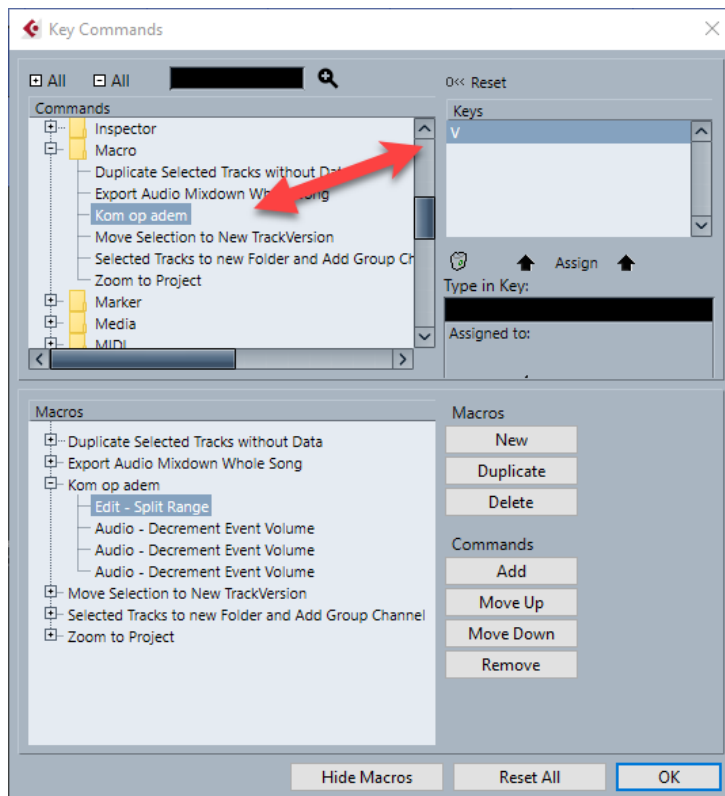 Key Commands
All
All
0<< Reset
Commands
Keys
Inspector
Macro
Duplicate Selected Tracks without Data
Export Audio Mixdown Whole Song
Kom op adem
Move Selection to New TrackVersion
Selected Tracks to new Folder and Add Group Ch
Zoom to Project
Marker
Media
MIDI
V
Assign
Type in Key:
Assigned to:
Macros
Duplicate Selected Tracks without Data
Export Audio Mixdown Whole Song
Kom op adem
Edit - Split Range
Audio - Decrement Event Volume
Audio - Decrement Event Volume
Audio - Decrement Event Volume
Move Selection to New TrackVersion
Selected Tracks to new Folder and Add Group Channel
Zoom to Project
Macros
New
Duplicate
Delete
Commands
Add
Move Up
Move Down
Remove
Hide Macros
Reset All
OK